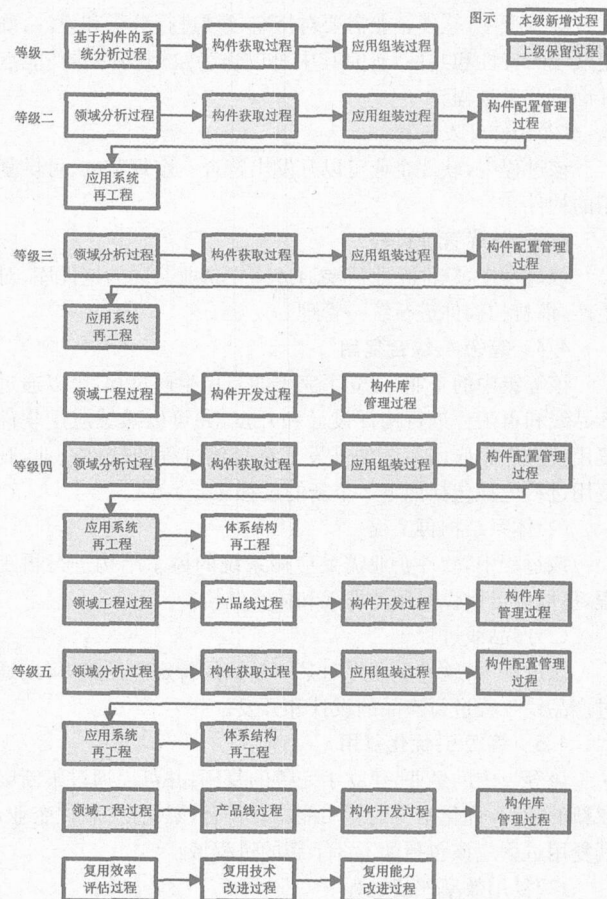 图示
本级新增过程
上级保留过程
等级一
基于构件的系
统分析过程
构件获取过程
应用组装过程
等级二
领域分析过程
构件获取过程
应用组装过程
构件配置管理
过程
应用系统
再工程
等级三
领域分析过程
构件获取过程
应用组装过程
构件配置管理
过程
应用系统
再工程
领域工程过程
构件开发过程
构件库
管理过程
等级四
领域分析过程
构件获取过程
应用组装过程
构件配置管理
过程
应用系统
再工程
体系结构
再工程
领域工程过程
产品线过程
构件开发过程
构件库
管理过程
等级五
领域分析过程
构件获取过程
应用组装过程
构件配置管理
过程
应用系统
再工程
体系结构
再工程
领域工程过程
产品线过程
构件开发过程
构件库
管理过程
复用效率
评估过程
复用技术
改进过程
复用能力
改进过程